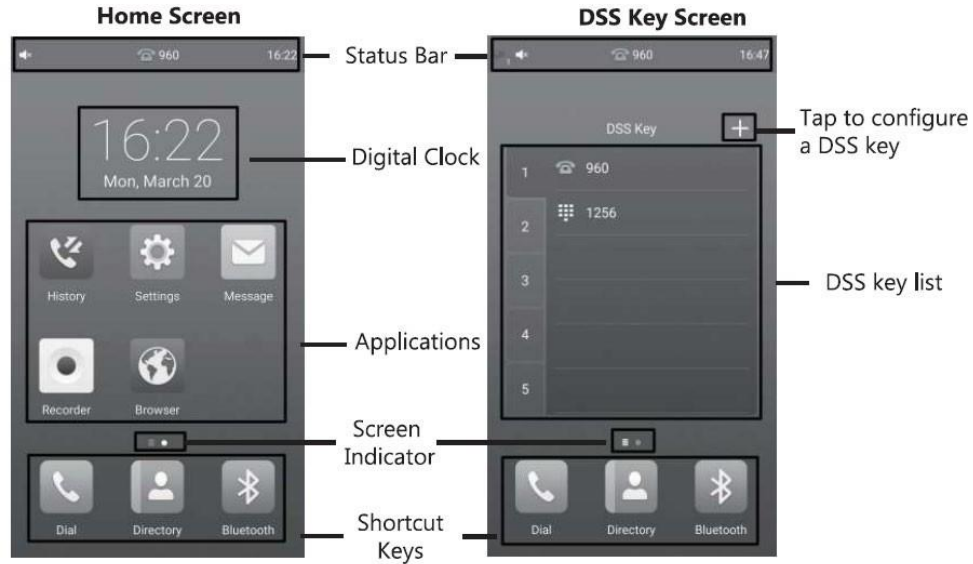 Home Screen
DSS Key Screen
960
16:22
Status Bar
960
16:47
16:22
Mon, March 20
Digital Clock
DSS Key
Tap to configure
a DSS key
History
Settings
Message
Recorder
Browser
Applications
1
960
2
1256
3
4
5
DSS key list
Screen
Indicator
Dial
Directory
Bluetooth
Shortcut
Keys
Dial
Directory
Bluetooth